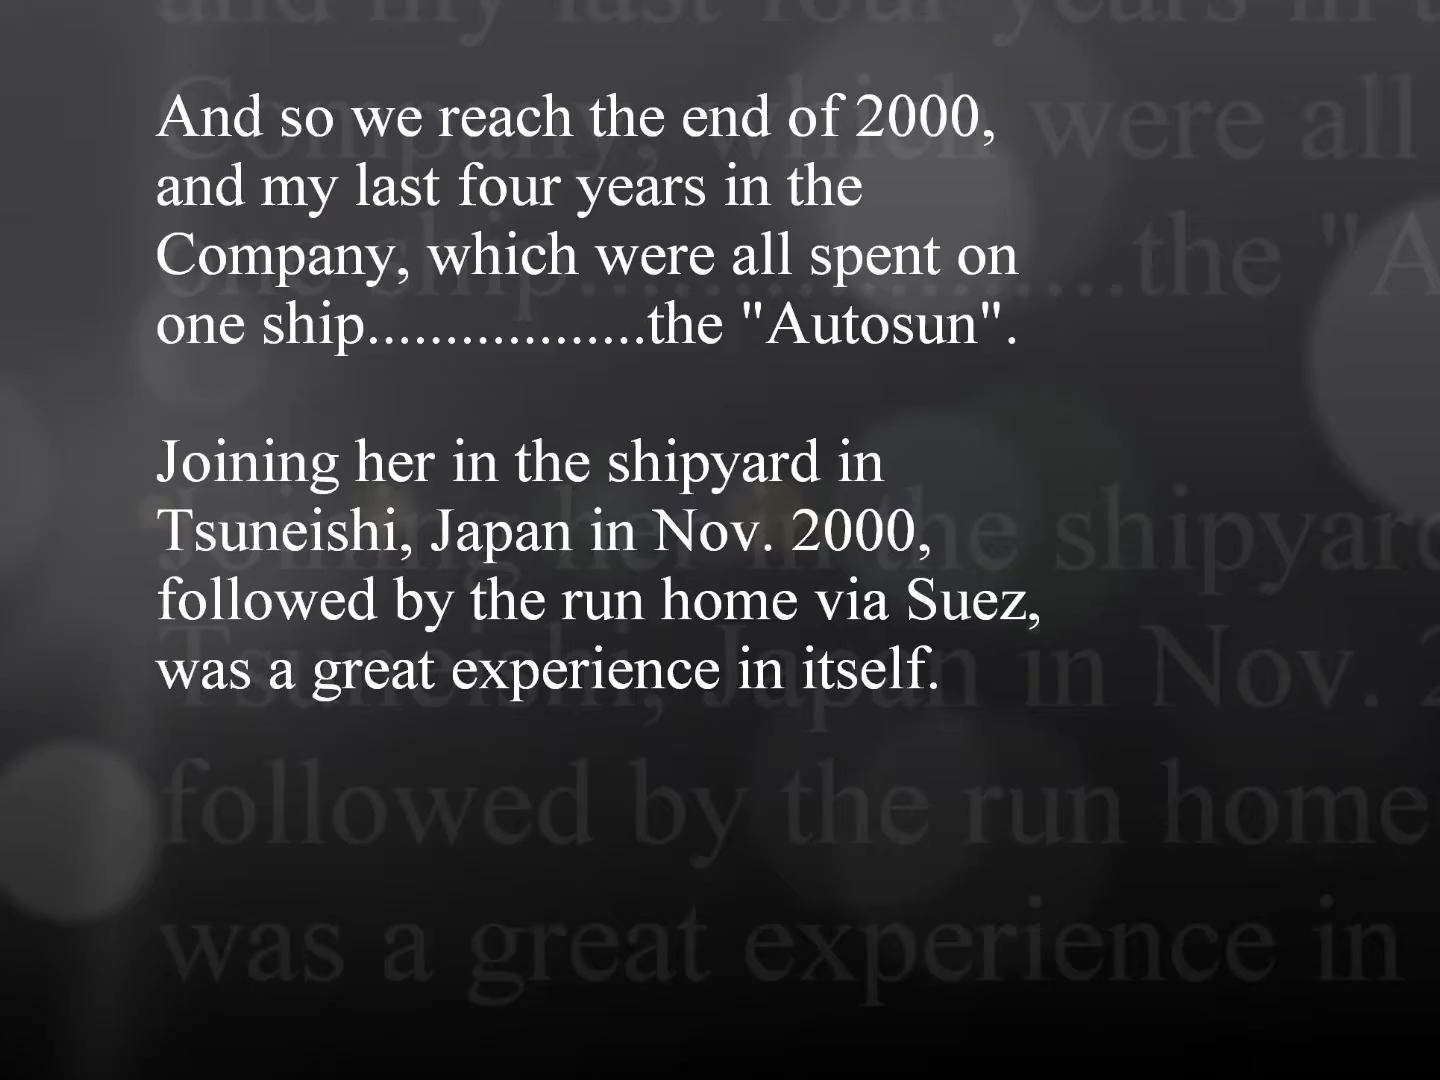 And so we reach the end of 2000,
and my last four years in the
Company, which were all spent on
one ship..................the "Autosun".
Joining her in the shipyard in
Tsuneishi, Japan in Nov. 2000,
followed by the run home via Suez,
was a great experience in itself.